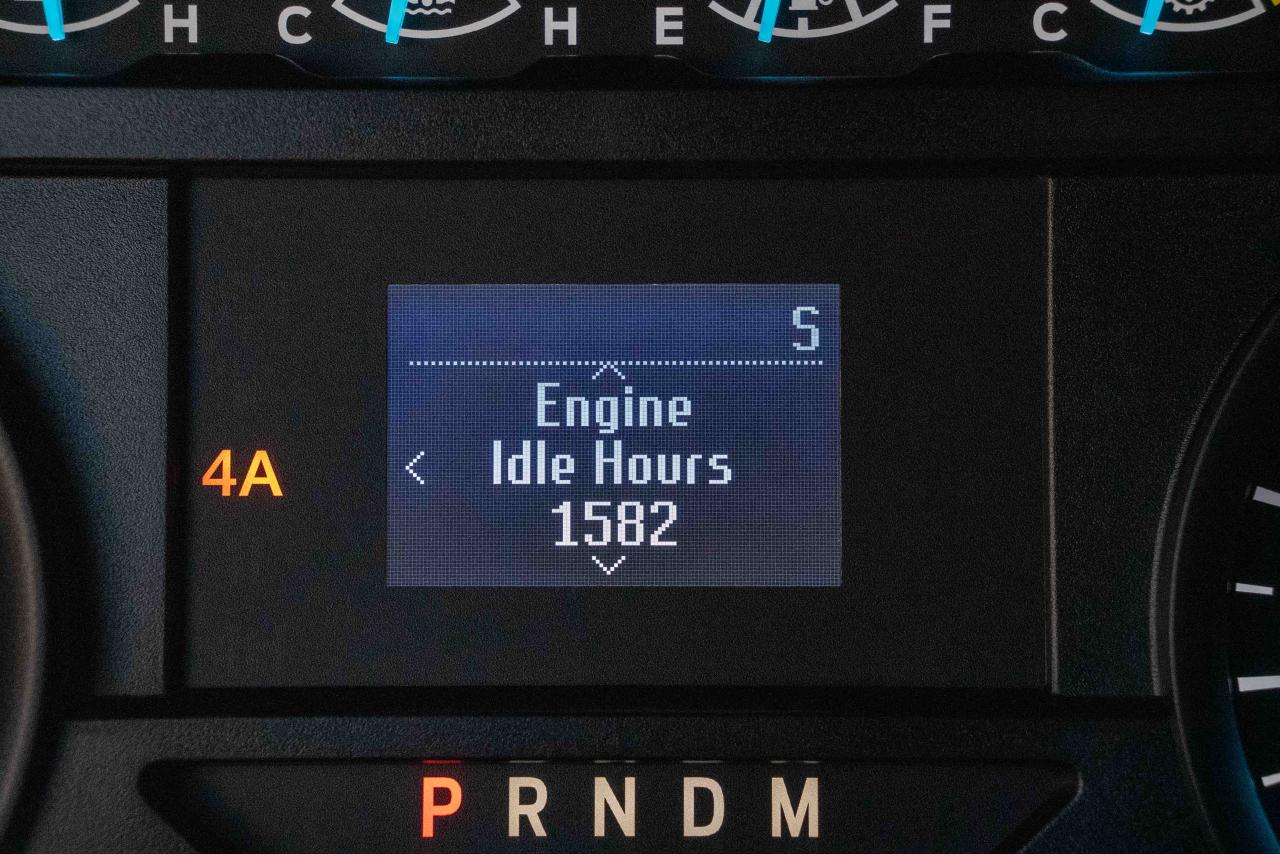 H C H E F C
S
Engine
Idle Hours
1582
4A
P R N D M